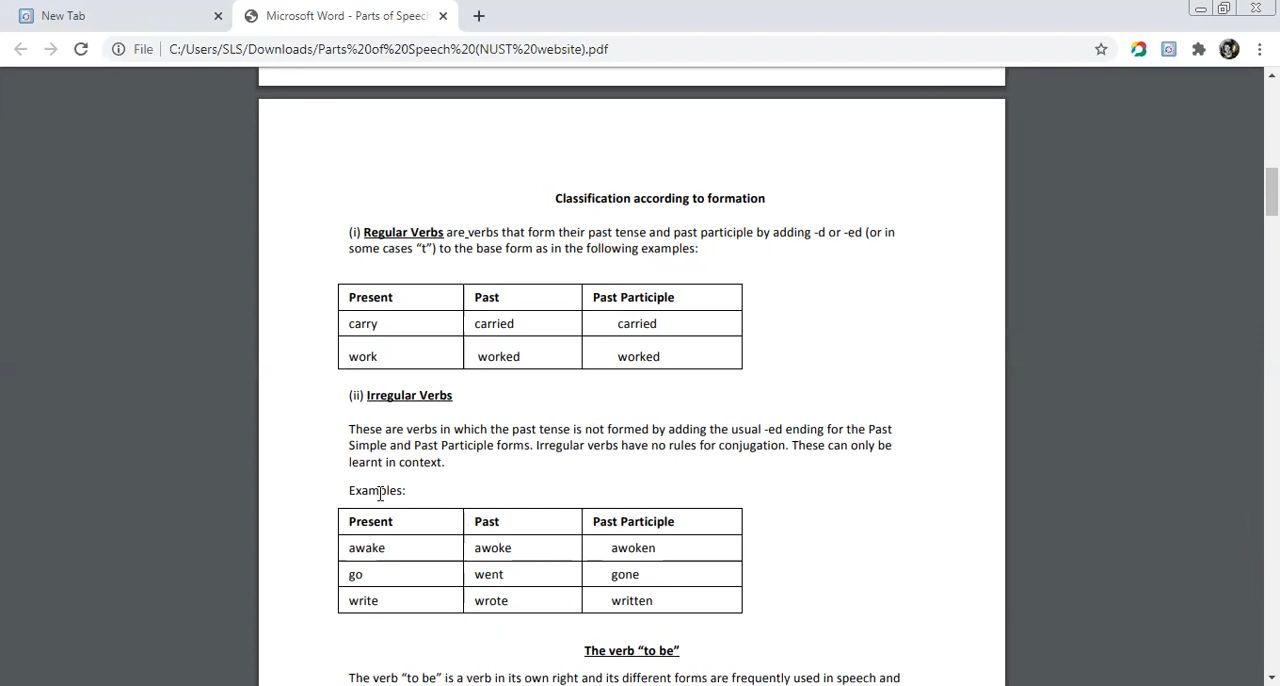 New Tab
Microsoft Word - Parts of Speech
File C:/Users/SLS/Downloads/Parts%20of%20Speech%20(NUST%20website).pdf
Classification according to formation
(i) Regular Verbs are verbs that form their past tense and past participle by adding -d or -ed (or in
some cases “t”) to the base form as in the following examples:
Present Past Past Participle
carry carried carried
work worked worked
(ii) Irregular Verbs
These are verbs in which the past tense is not formed by adding the usual -ed ending for the Past
Simple and Past Participle forms. Irregular verbs have no rules for conjugation. These can only be
learnt in context.
Examples:
Present Past Past Participle
awake awoke awoken
go went gone
write wrote written
The verb “to be”
The verb “to be” is a verb in its own right and its different forms are frequently used in speech and